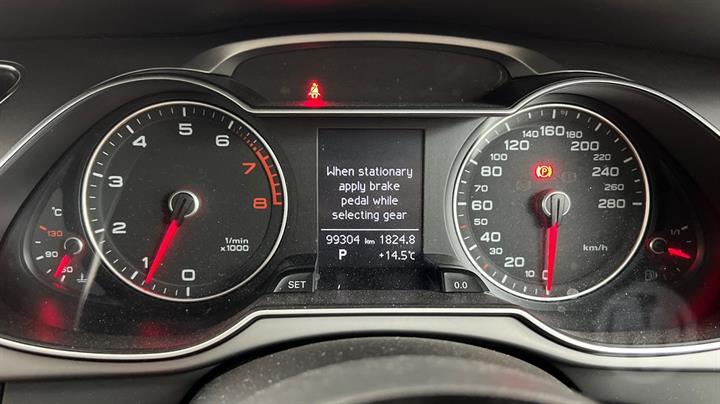 When stationary
apply brake
pedal while
selecting gear
99304 km 1824.8
P +14.5°C
SET
0.0
0
1
2
3
4
5
6
7
8
1/min
x1000
°C
130
90
50
0
10
20
40
60
80
100
120
140
160
180
200
220
240
260
280
km/h
P
1/1